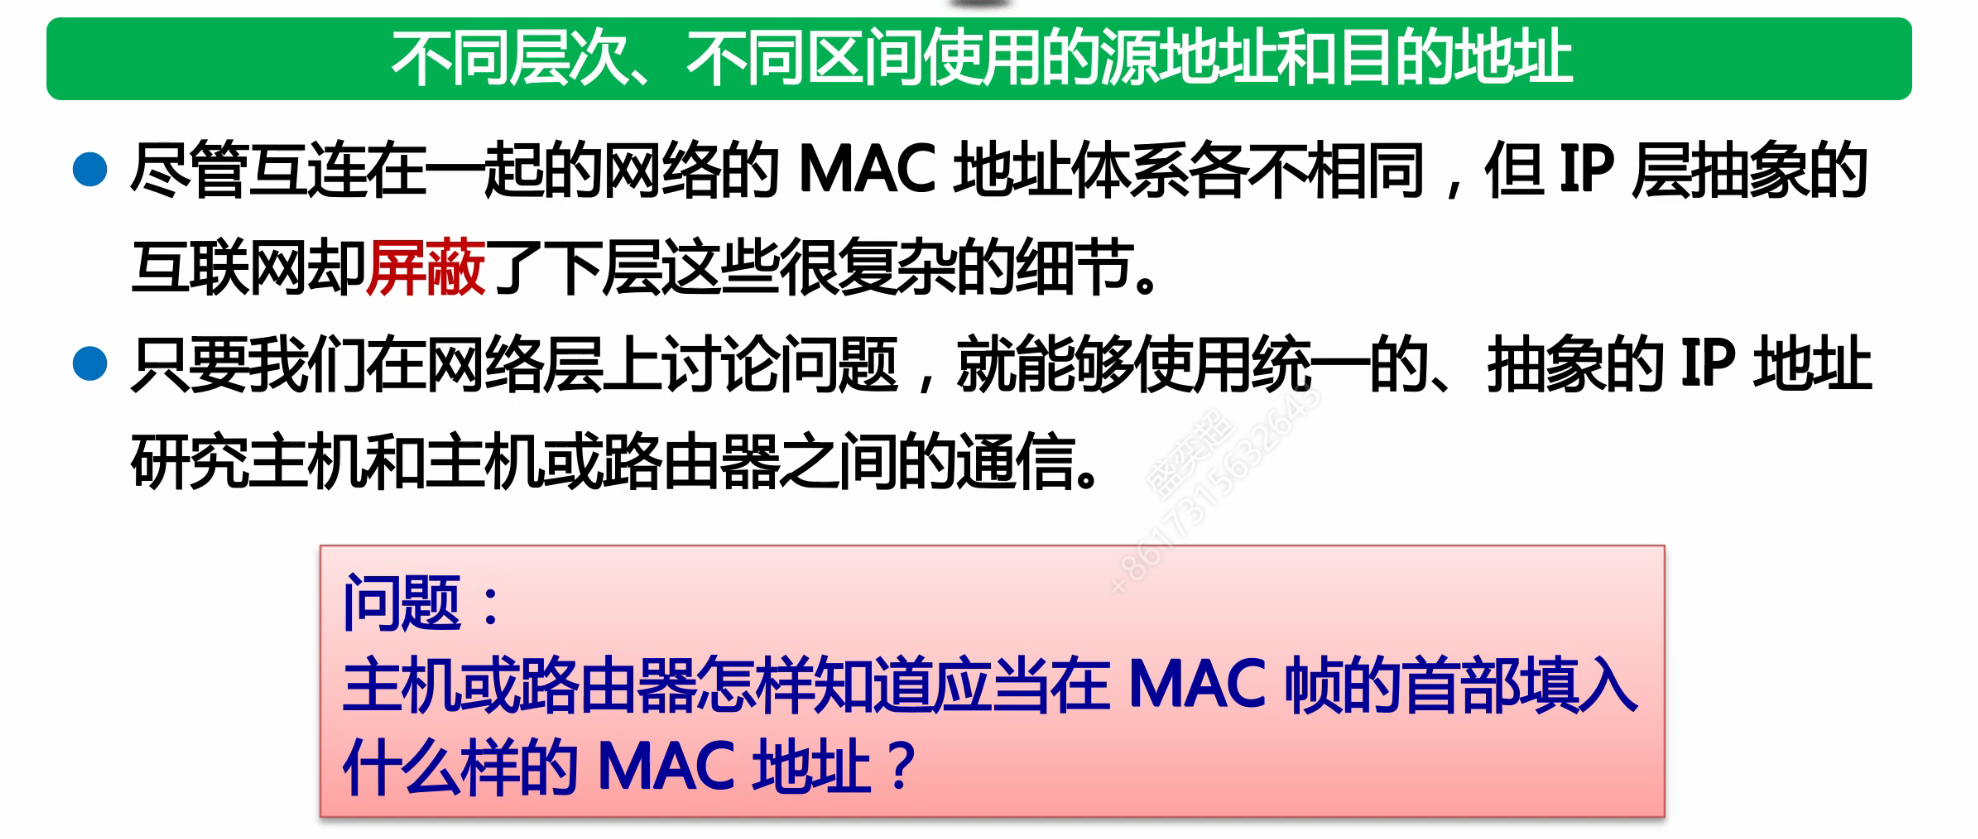 不同层次、不同区间使用的源地址和目的地址
尽管互连在一起的网络的 MAC 地址体系各不相同，但 IP 层抽象的
互联网却屏蔽了下层这些很复杂的细节。
只要我们在网络层上讨论问题，就能够使用统一的、抽象的 IP 地址
研究主机和主机或路由器之间的通信。
盛奕超
+8617315632645
问题：
主机或路由器怎样知道应当在 MAC 帧的首部填入
什么样的 MAC 地址？